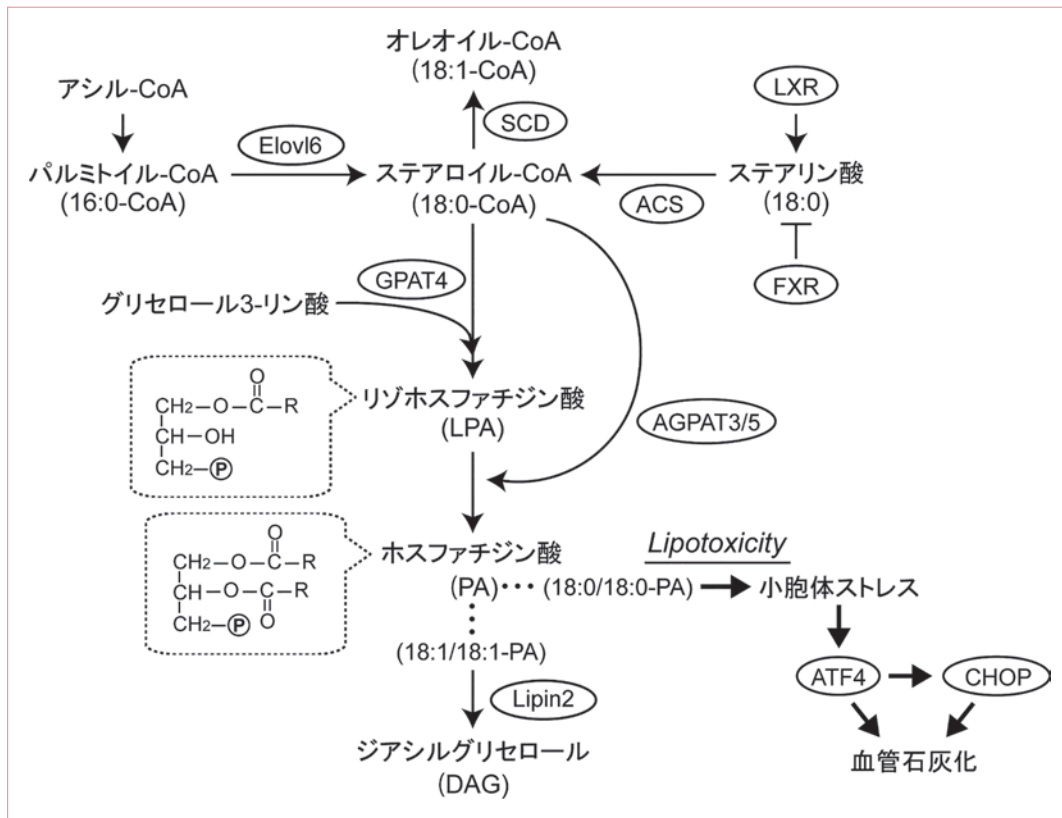 オレオイル-CoA
(18:1-CoA)
アシル-CoA
LXR
SCD
Elovl6
パルミトイル-CoA
(16:0-CoA)
ステアロイル-CoA
(18:0-CoA)
ACS
ステアリン酸
(18:0)
GPAT4
FXR
グリセロール3-リン酸
O
CH2-O-C-R
CH-OH
CH2-P
リゾホスファチジン酸
(LPA)
AGPAT3/5
O
CH2-O-C-R
CH-O-C-R
CH2-P O
ホスファチジン酸
(PA)
Lipotoxicity
(18:0/18:0-PA)
小胞体ストレス
(18:1/18:1-PA)
ATF4
CHOP
Lipin2
ジアシルグリセロール
(DAG)
血管石灰化